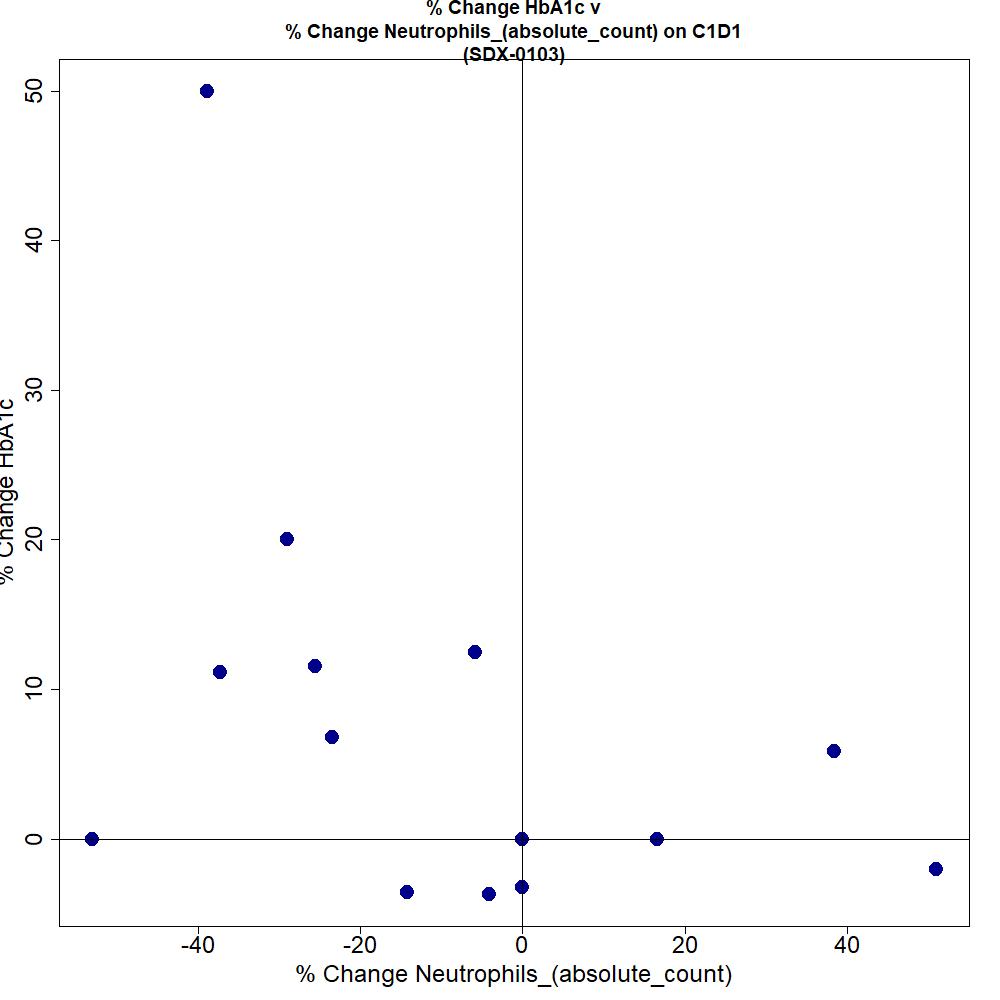 % Change HbA1c v
% Change Neutrophils_(absolute_count) on C1D1
(SDX-0103)
50
40
30
20
10
0
% Change HbA1c
-40
-20
0
20
40
% Change Neutrophils_(absolute_count)